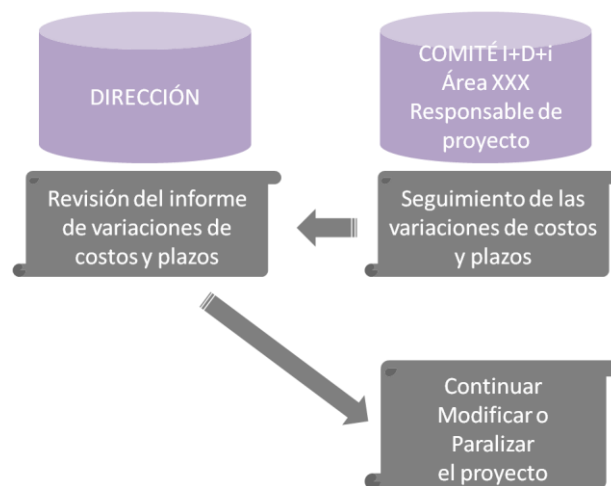 DIRECCIÓN
COMITÉ I+D+i
Área XXX
Responsable de
proyecto
Revisión del informe
de variaciones de
costos y plazos
Seguimiento de las
variaciones de costos
y plazos
Continuar
Modificar o
Paralizar
el proyecto